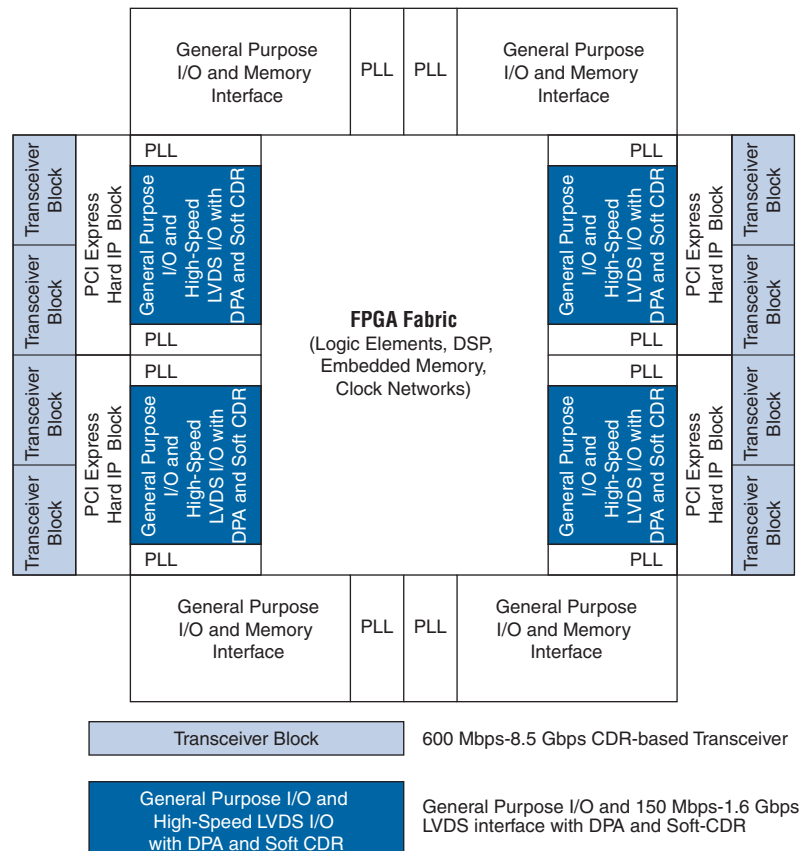 General Purpose
I/O and Memory
Interface
PLL
PLL
General Purpose
I/O and Memory
Interface
Transceiver
Block
Transceiver
Block
PCI Express
Hard IP Block
PLL
General Purpose
I/O and
High-Speed
LVDS I/O with
DPA and Soft CDR
PLL
PLL
General Purpose
I/O and
High-Speed
LVDS I/O with
DPA and Soft CDR
PLL
Transceiver
Block
Transceiver
Block
PCI Express
Hard IP Block
FPGA Fabric
(Logic Elements, DSP,
Embedded Memory,
Clock Networks)
PLL
General Purpose
I/O and
High-Speed
LVDS I/O with
DPA and Soft CDR
PLL
PCI Express
Hard IP Block
Transceiver
Block
Transceiver
Block
PLL
General Purpose
I/O and
High-Speed
LVDS I/O with
DPA and Soft CDR
PLL
PCI Express
Hard IP Block
Transceiver
Block
Transceiver
Block
General Purpose
I/O and Memory
Interface
PLL
PLL
General Purpose
I/O and Memory
Interface
Transceiver Block
600 Mbps-8.5 Gbps CDR-based Transceiver
General Purpose I/O and
High-Speed LVDS I/O
with DPA and Soft CDR
General Purpose I/O and 150 Mbps-1.6 Gbps
LVDS interface with DPA and Soft-CDR